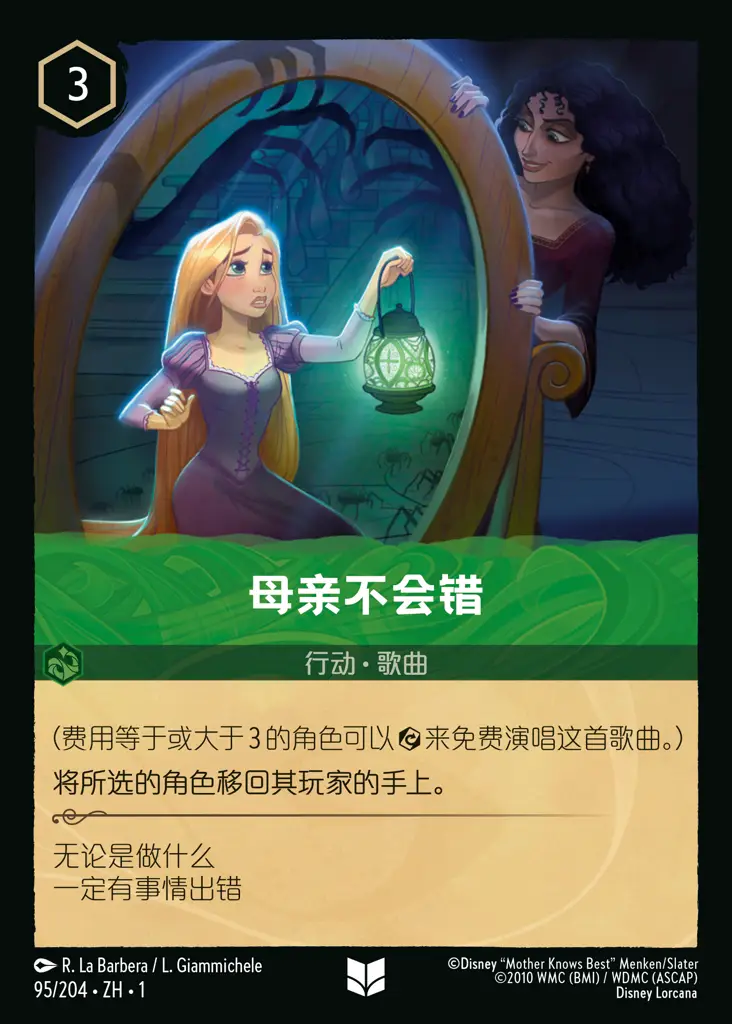 3
母亲不会错
行动 • 歌曲
（费用等于或大于3的角色可以来免费演唱这首歌曲。）
将所选的角色移回其玩家的手上。
无论是做什么
一定有事情出错
R. La Barbera / L. Giammichele
95/204 • ZH • 1
©Disney “Mother Knows Best” Menken/Slater
©2010 WMC (BMI) / WDMC (ASCAP)
Disney Lorcana